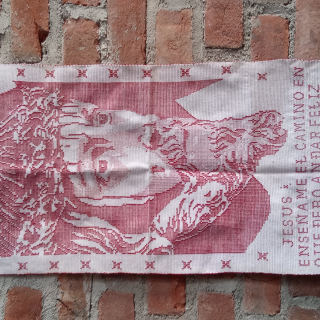 JESUS
ENSEÑAME EL CAMINO EN
QUE DEBO ANDAR FELIZ